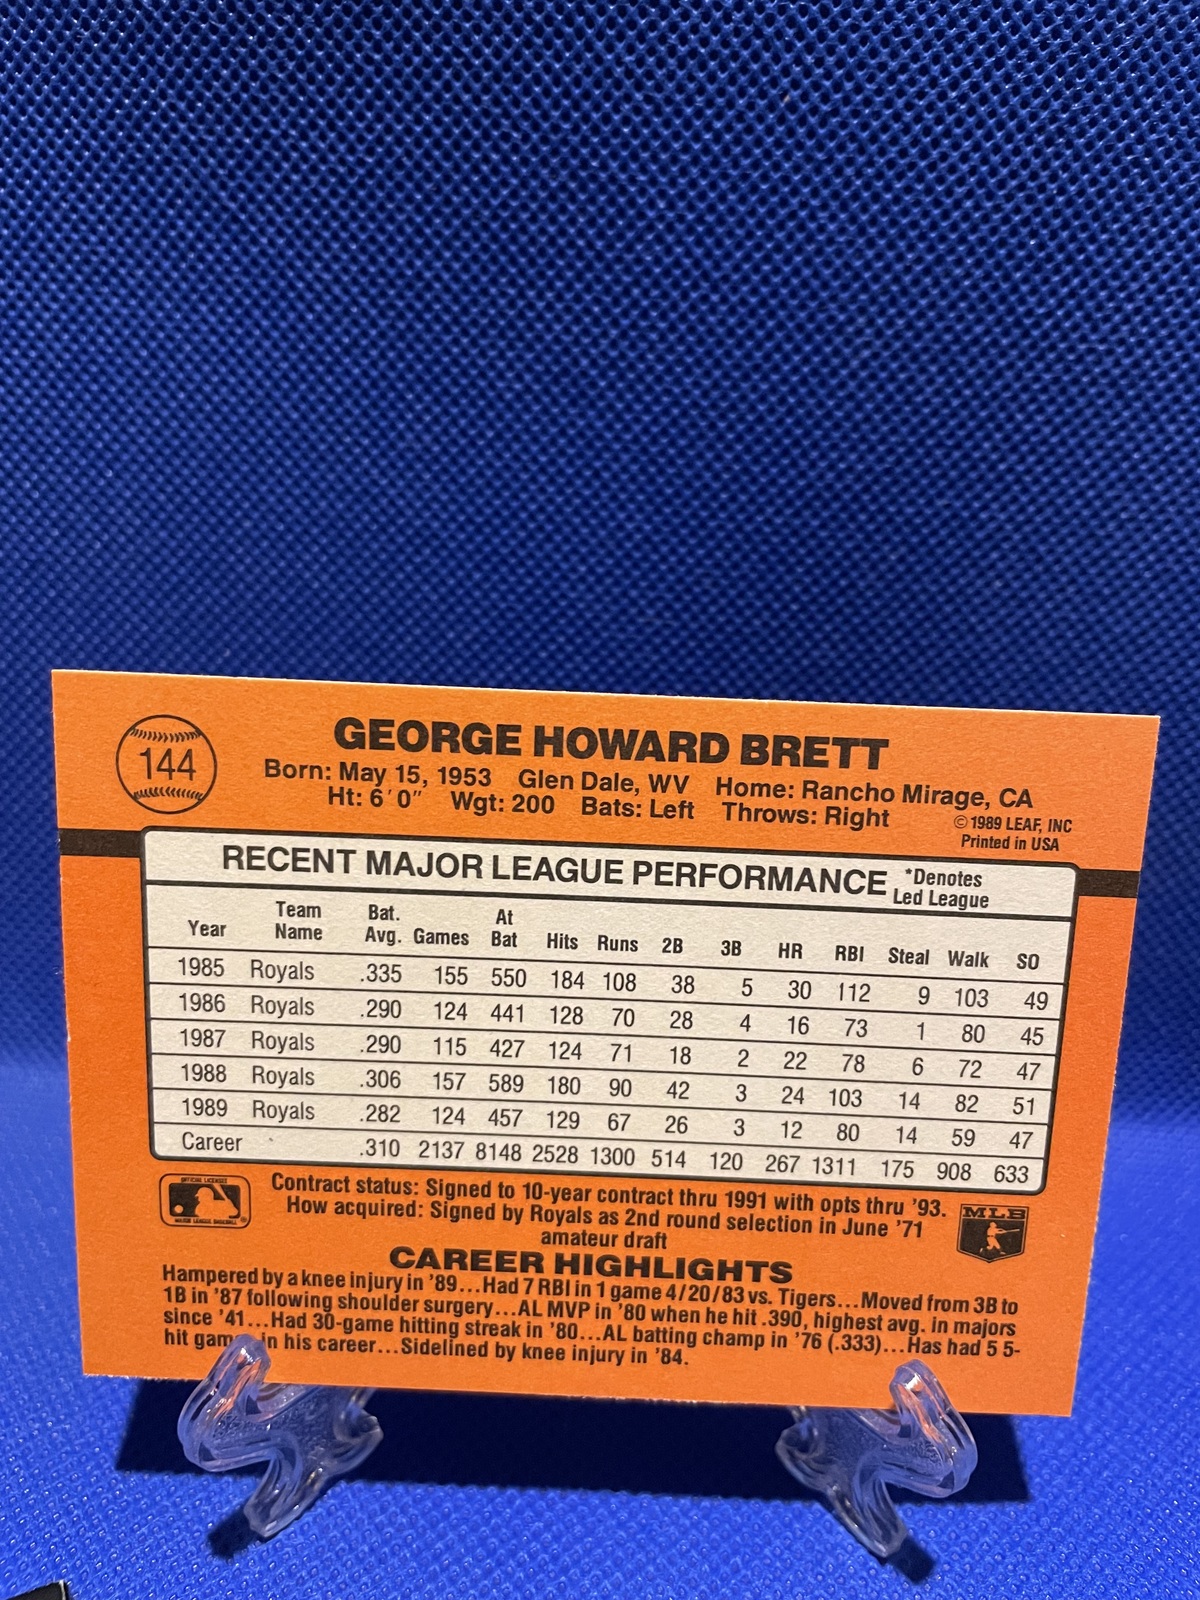 144
GEORGE HOWARD BRETT
Born: May 15, 1953 Glen Dale, WV Home: Rancho Mirage, CA
Ht: 6'0" Wgt: 200 Bats: Left Throws: Right
© 1989 LEAF, INC
Printed in USA
RECENT MAJOR LEAGUE PERFORMANCE *Denotes
Led League
Year Team Name Bat. Avg. Games At Bat Hits Runs 2B 3B HR RBI Steal Walk SO
1985 Royals .335 155 550 184 108 38 5 30 112 9 103 49
1986 Royals .290 124 441 128 70 28 4 16 73 1 80 45
1987 Royals .290 115 427 124 71 18 2 22 78 6 72 47
1988 Royals .306 157 589 180 90 42 3 24 103 14 82 51
1989 Royals .282 124 457 129 67 26 3 12 80 14 59 47
Career .310 2137 8148 2528 1300 514 120 267 1311 175 908 633
OFFICIAL LICENSEE
MAJOR LEAGUE BASEBALL
®
Contract status: Signed to 10-year contract thru 1991 with opts thru '93.
How acquired: Signed by Royals as 2nd round selection in June '71
amateur draft
MLB
CAREER HIGHLIGHTS
Hampered by a knee injury in '89...Had 7 RBI in 1 game 4/20/83 vs. Tigers...Moved from 3B to
1B in '87 following shoulder surgery...AL MVP in '80 when he hit .390, highest avg. in majors
since '41...Had 30-game hitting streak in '80...AL batting champ in '76 (.333)...Has had 5 5-
hit in his career...Sidelined by knee injury in '84.